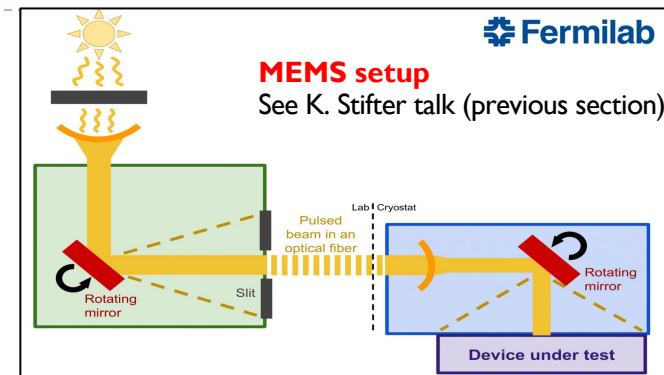 Fermilab
MEMS setup
See K. Stifter talk (previous section)
Lab
Cryostat
Pulsed
beam in an
optical fiber
Rotating
mirror
Slit
Rotating
mirror
Device under test